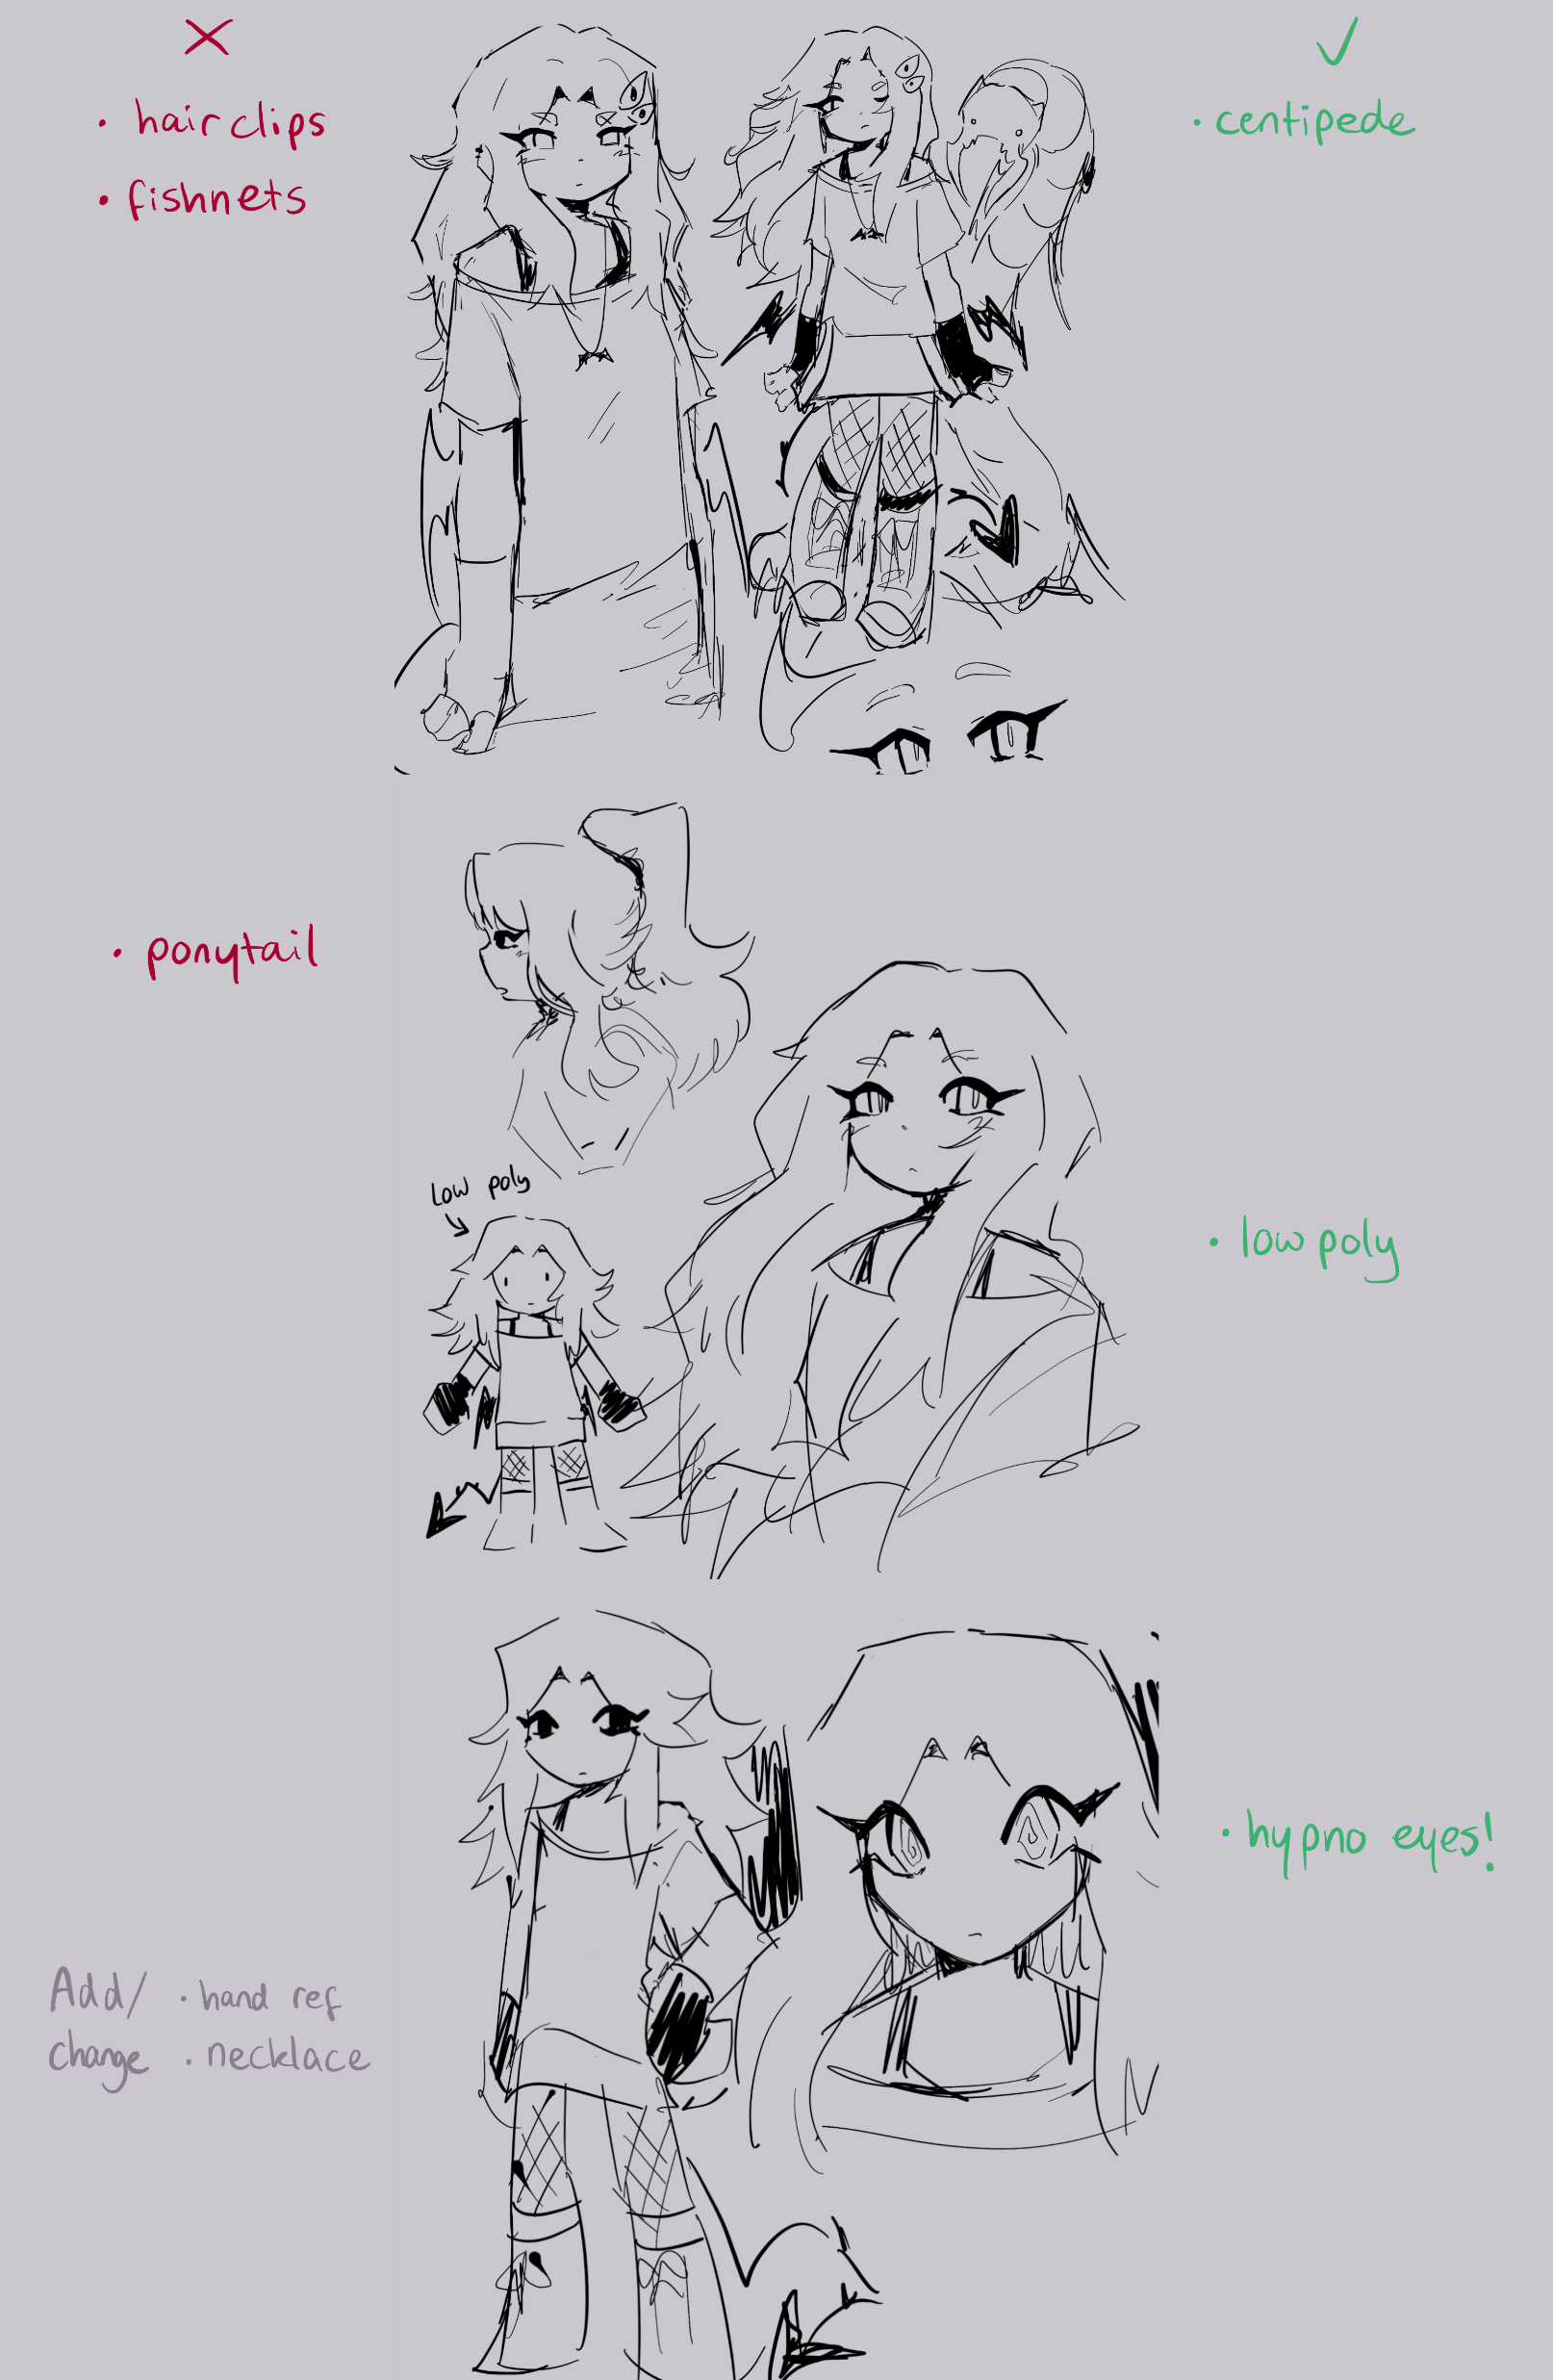 • hair clips
• centipede
• fishnets
• ponytail
Low poly
• low poly
• hypno eyes!
Add/ • hand ref
change • necklace